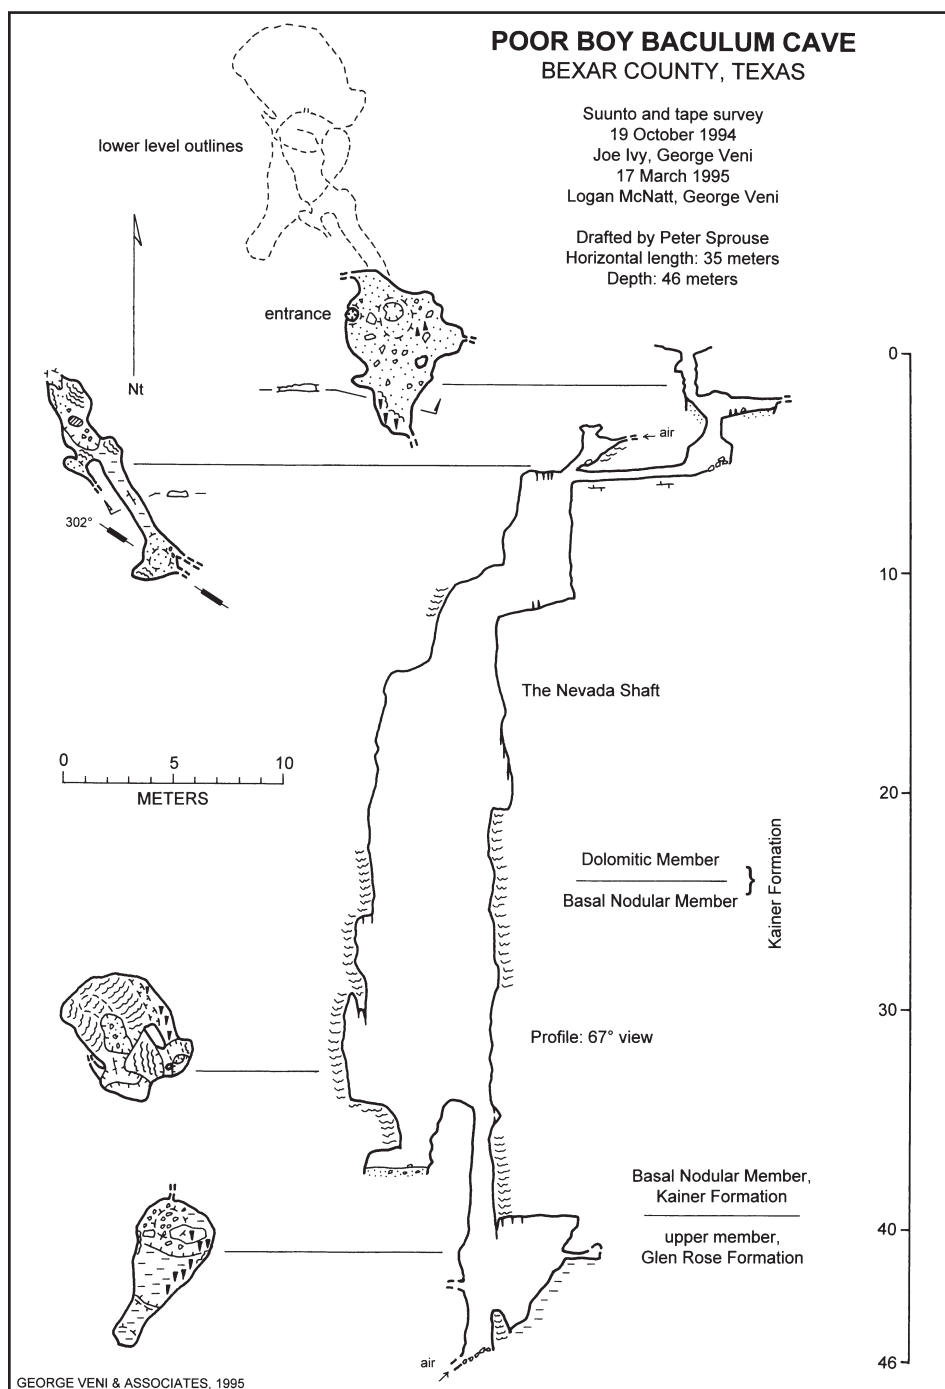 POOR BOY BACULUM CAVE
BEXAR COUNTY, TEXAS
Suunto and tape survey
19 October 1994
Joe Ivy, George Veni
17 March 1995
Logan McNatt, George Veni
Drafted by Peter Sprouse
Horizontal length: 35 meters
Depth: 46 meters
lower level outlines
entrance
Nt
0
air
302°
10
The Nevada Shaft
0 5 10
METERS
20
Dolomitic Member
Basal Nodular Member
Kainer Formation
30
Profile: 67° view
Basal Nodular Member,
Kainer Formation
40
upper member,
Glen Rose Formation
air
46
GEORGE VENI & ASSOCIATES, 1995